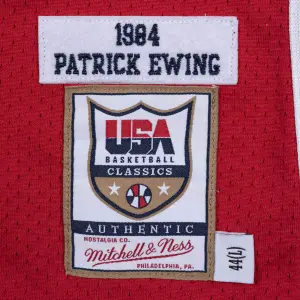 1984
PATRICK EWING
USA
BASKETBALL
CLASSICS
AUTHENTIC
NOSTALGIA CO.
Mitchell & Ness
PHILADELPHIA, PA.
44(L)